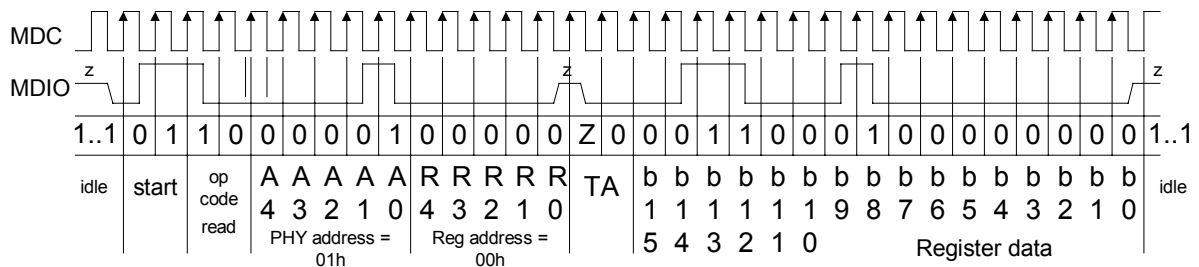 MDC
z z z
MDIO
1..1 0 1 1 0 0 0 0 0 1 0 0 0 0 0 Z 0 0 0 1 1 0 0 0 1 0 0 0 0 0 0 0 0 1..1
idle start op code read A A A A A R R R R R TA b b b b b b b b b b b b b b b b idle
4 3 2 1 0 4 3 2 1 0 1 1 1 1 1 1 9 8 7 6 5 4 3 2 1 0
5 4 3 2 1 0
PHY address = 01h
Reg address = 00h
Register data